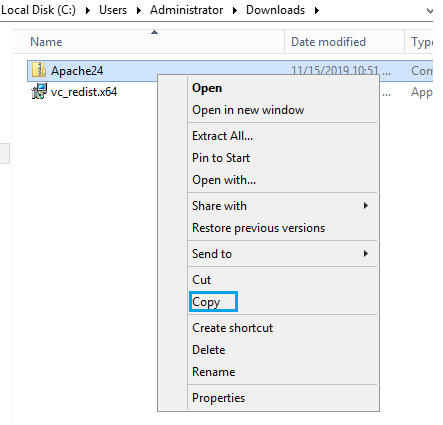 Local Disk (C:) ▸ Users ▸ Administrator ▸ Downloads ▸
Name Date modified Type
Apache24 11/15/2019 10:51 ... Com
vc_redist.x64 ... App
Open
Open in new window
Extract All...
Pin to Start
Open with...
Share with
Restore previous versions
Send to
Cut
Copy
Create shortcut
Delete
Rename
Properties